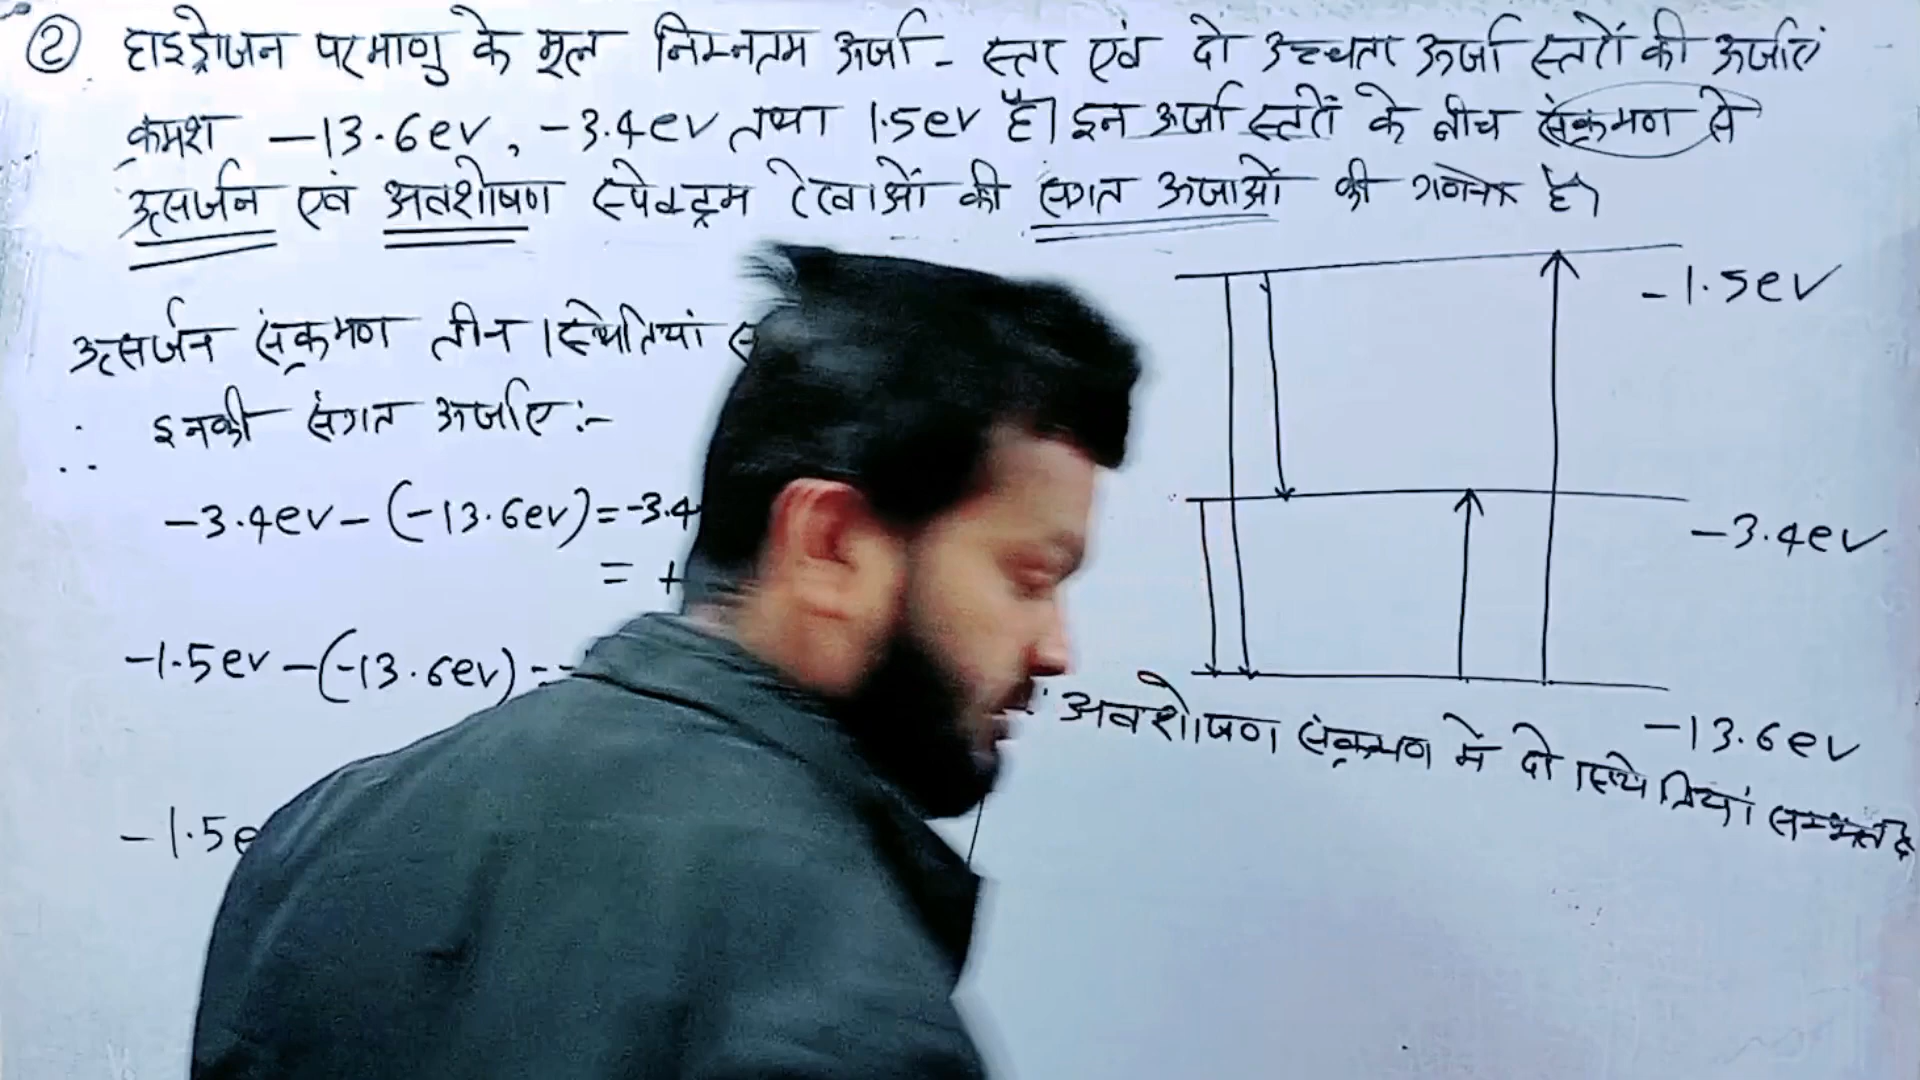 ② हाइड्रोजन परमाणु के मूल निम्नतम ऊर्जा - स्तर एवं दो उच्चतर ऊर्जा स्तरों की ऊर्जाएं
क्रमश -13.6ev, -3.4ev तथा 1.5ev है। इन ऊर्जा स्तरों के बीच संक्रमण से
उत्सर्जन एवं अवशोषण स्पेक्ट्रम रेखाओं की संगत ऊर्जाओं की है।
-1.5ev
उत्सर्जन संक्रमण तीन स्थितियां स
∴ इनकी संगत ऊर्जाए :-
-3.4ev - (-13.6ev) = -3.4
-3.4ev
= +
-1.5ev - (-13.6ev) - -
-13.6ev
अवशोषण संक्रमण में दो स्थितियां सम्भव है
-1.5e